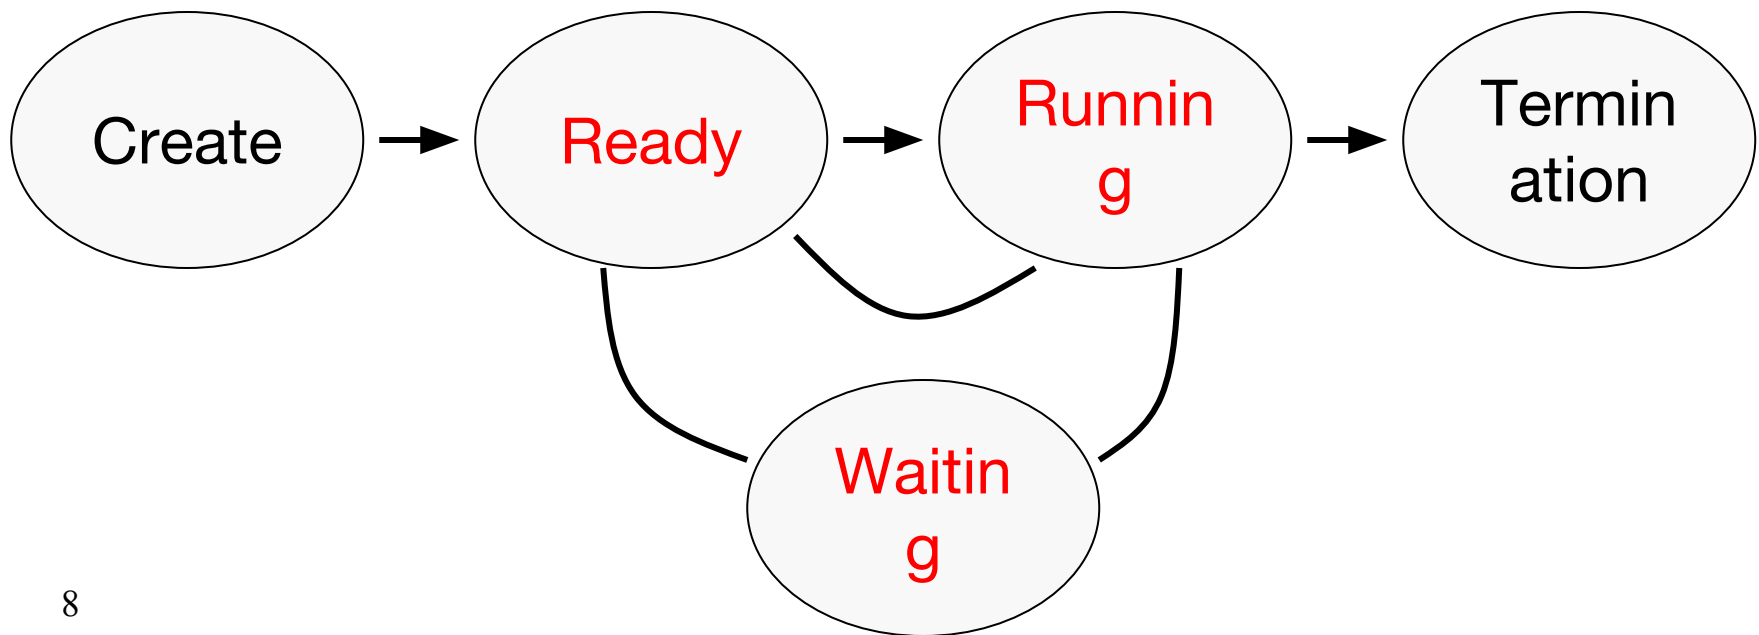 Create
Ready
Runnin
g
Termin
ation
Waitin
g
8